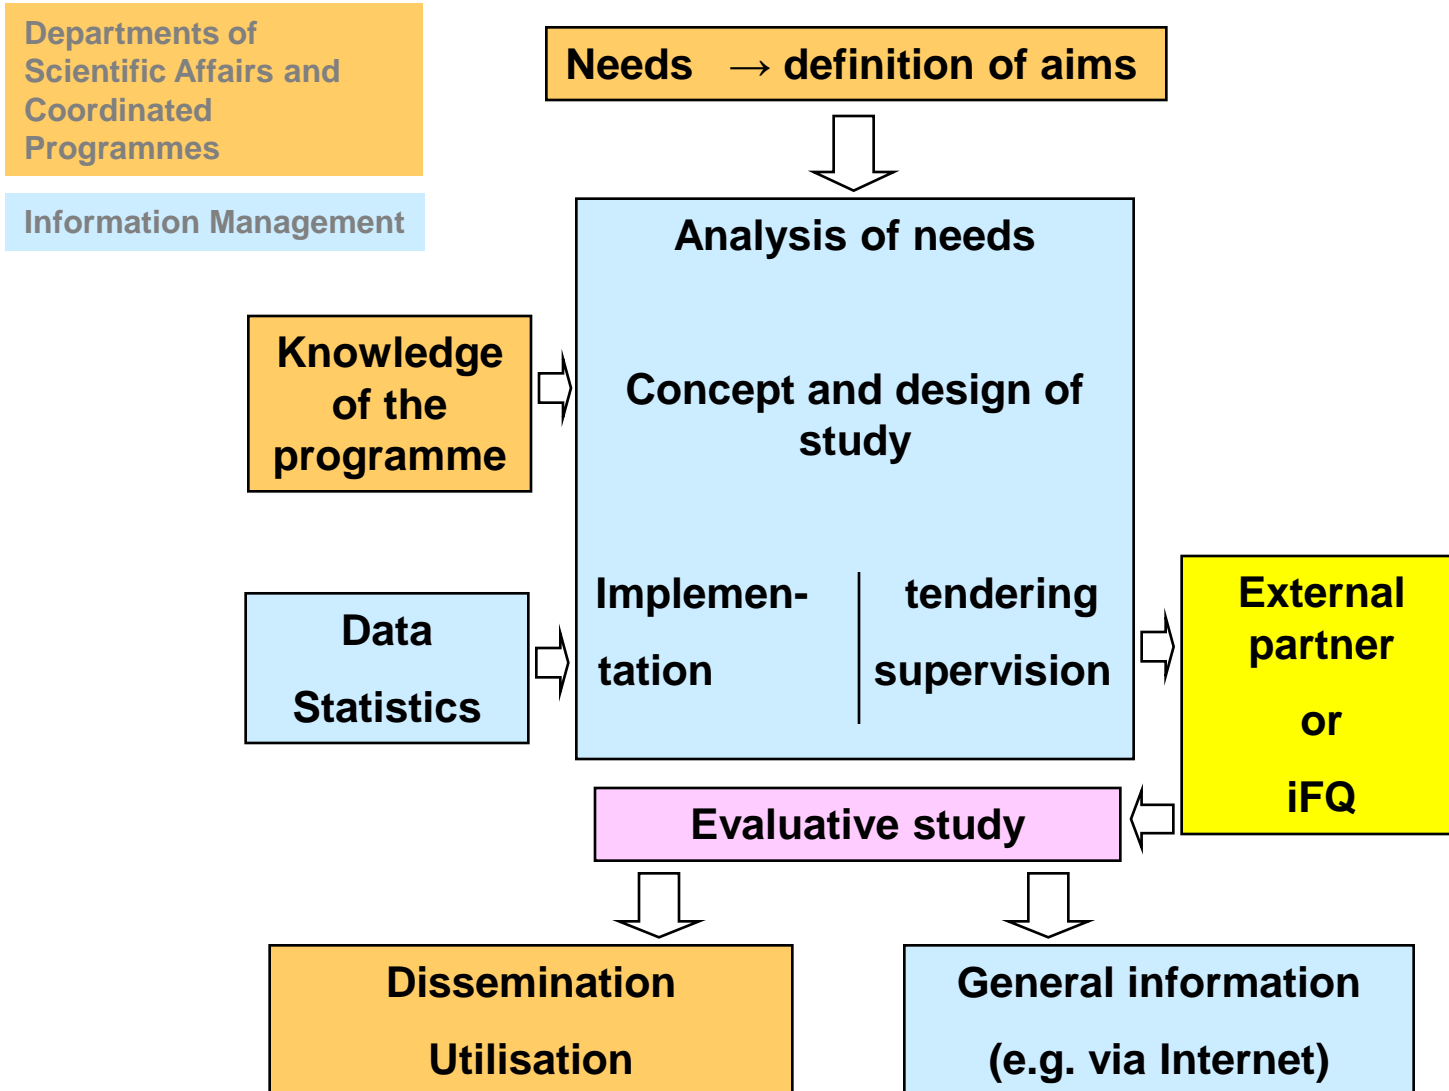 Departments of
Scientific Affairs and
Coordinated
Programmes
Information Management
Needs → definition of aims
Analysis of needs
Concept and design of
study
Implemen-
tation
tendering
supervision
Knowledge
of the
programme
Data
Statistics
External
partner
or
iFQ
Evaluative study
Dissemination
Utilisation
General information
(e.g. via Internet)